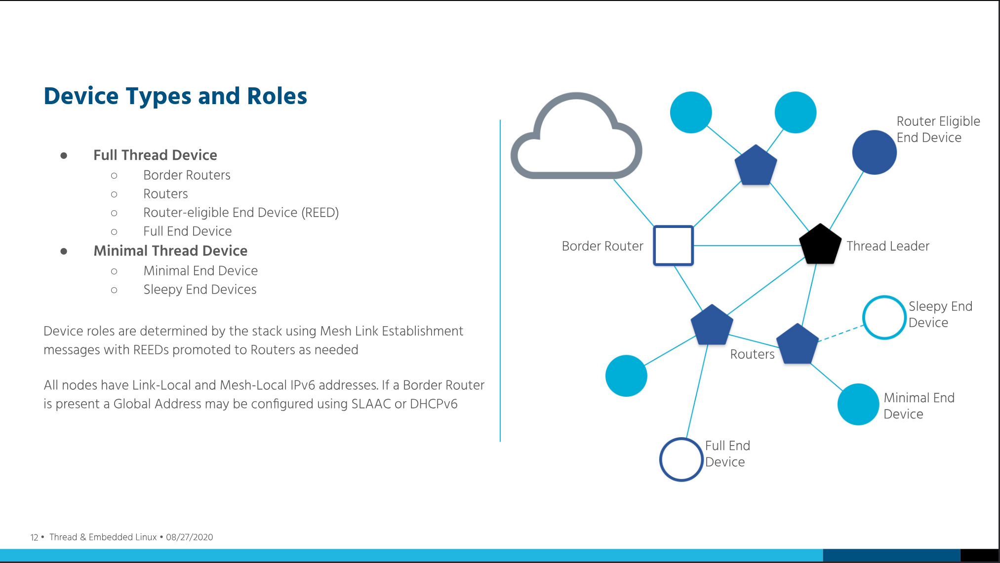 Device Types and Roles
● Full Thread Device
○ Border Routers
○ Routers
○ Router-eligible End Device (REED)
○ Full End Device
● Minimal Thread Device
○ Minimal End Device
○ Sleepy End Devices
Device roles are determined by the stack using Mesh Link Establishment
messages with REEDs promoted to Routers as needed
All nodes have Link-Local and Mesh-Local IPv6 addresses. If a Border Router
is present a Global Address may be configured using SLAAC or DHCPv6
Router Eligible
End Device
Border Router
Thread Leader
Sleepy End
Device
Routers
Minimal End
Device
Full End
Device
12 • Thread & Embedded Linux • 08/27/2020